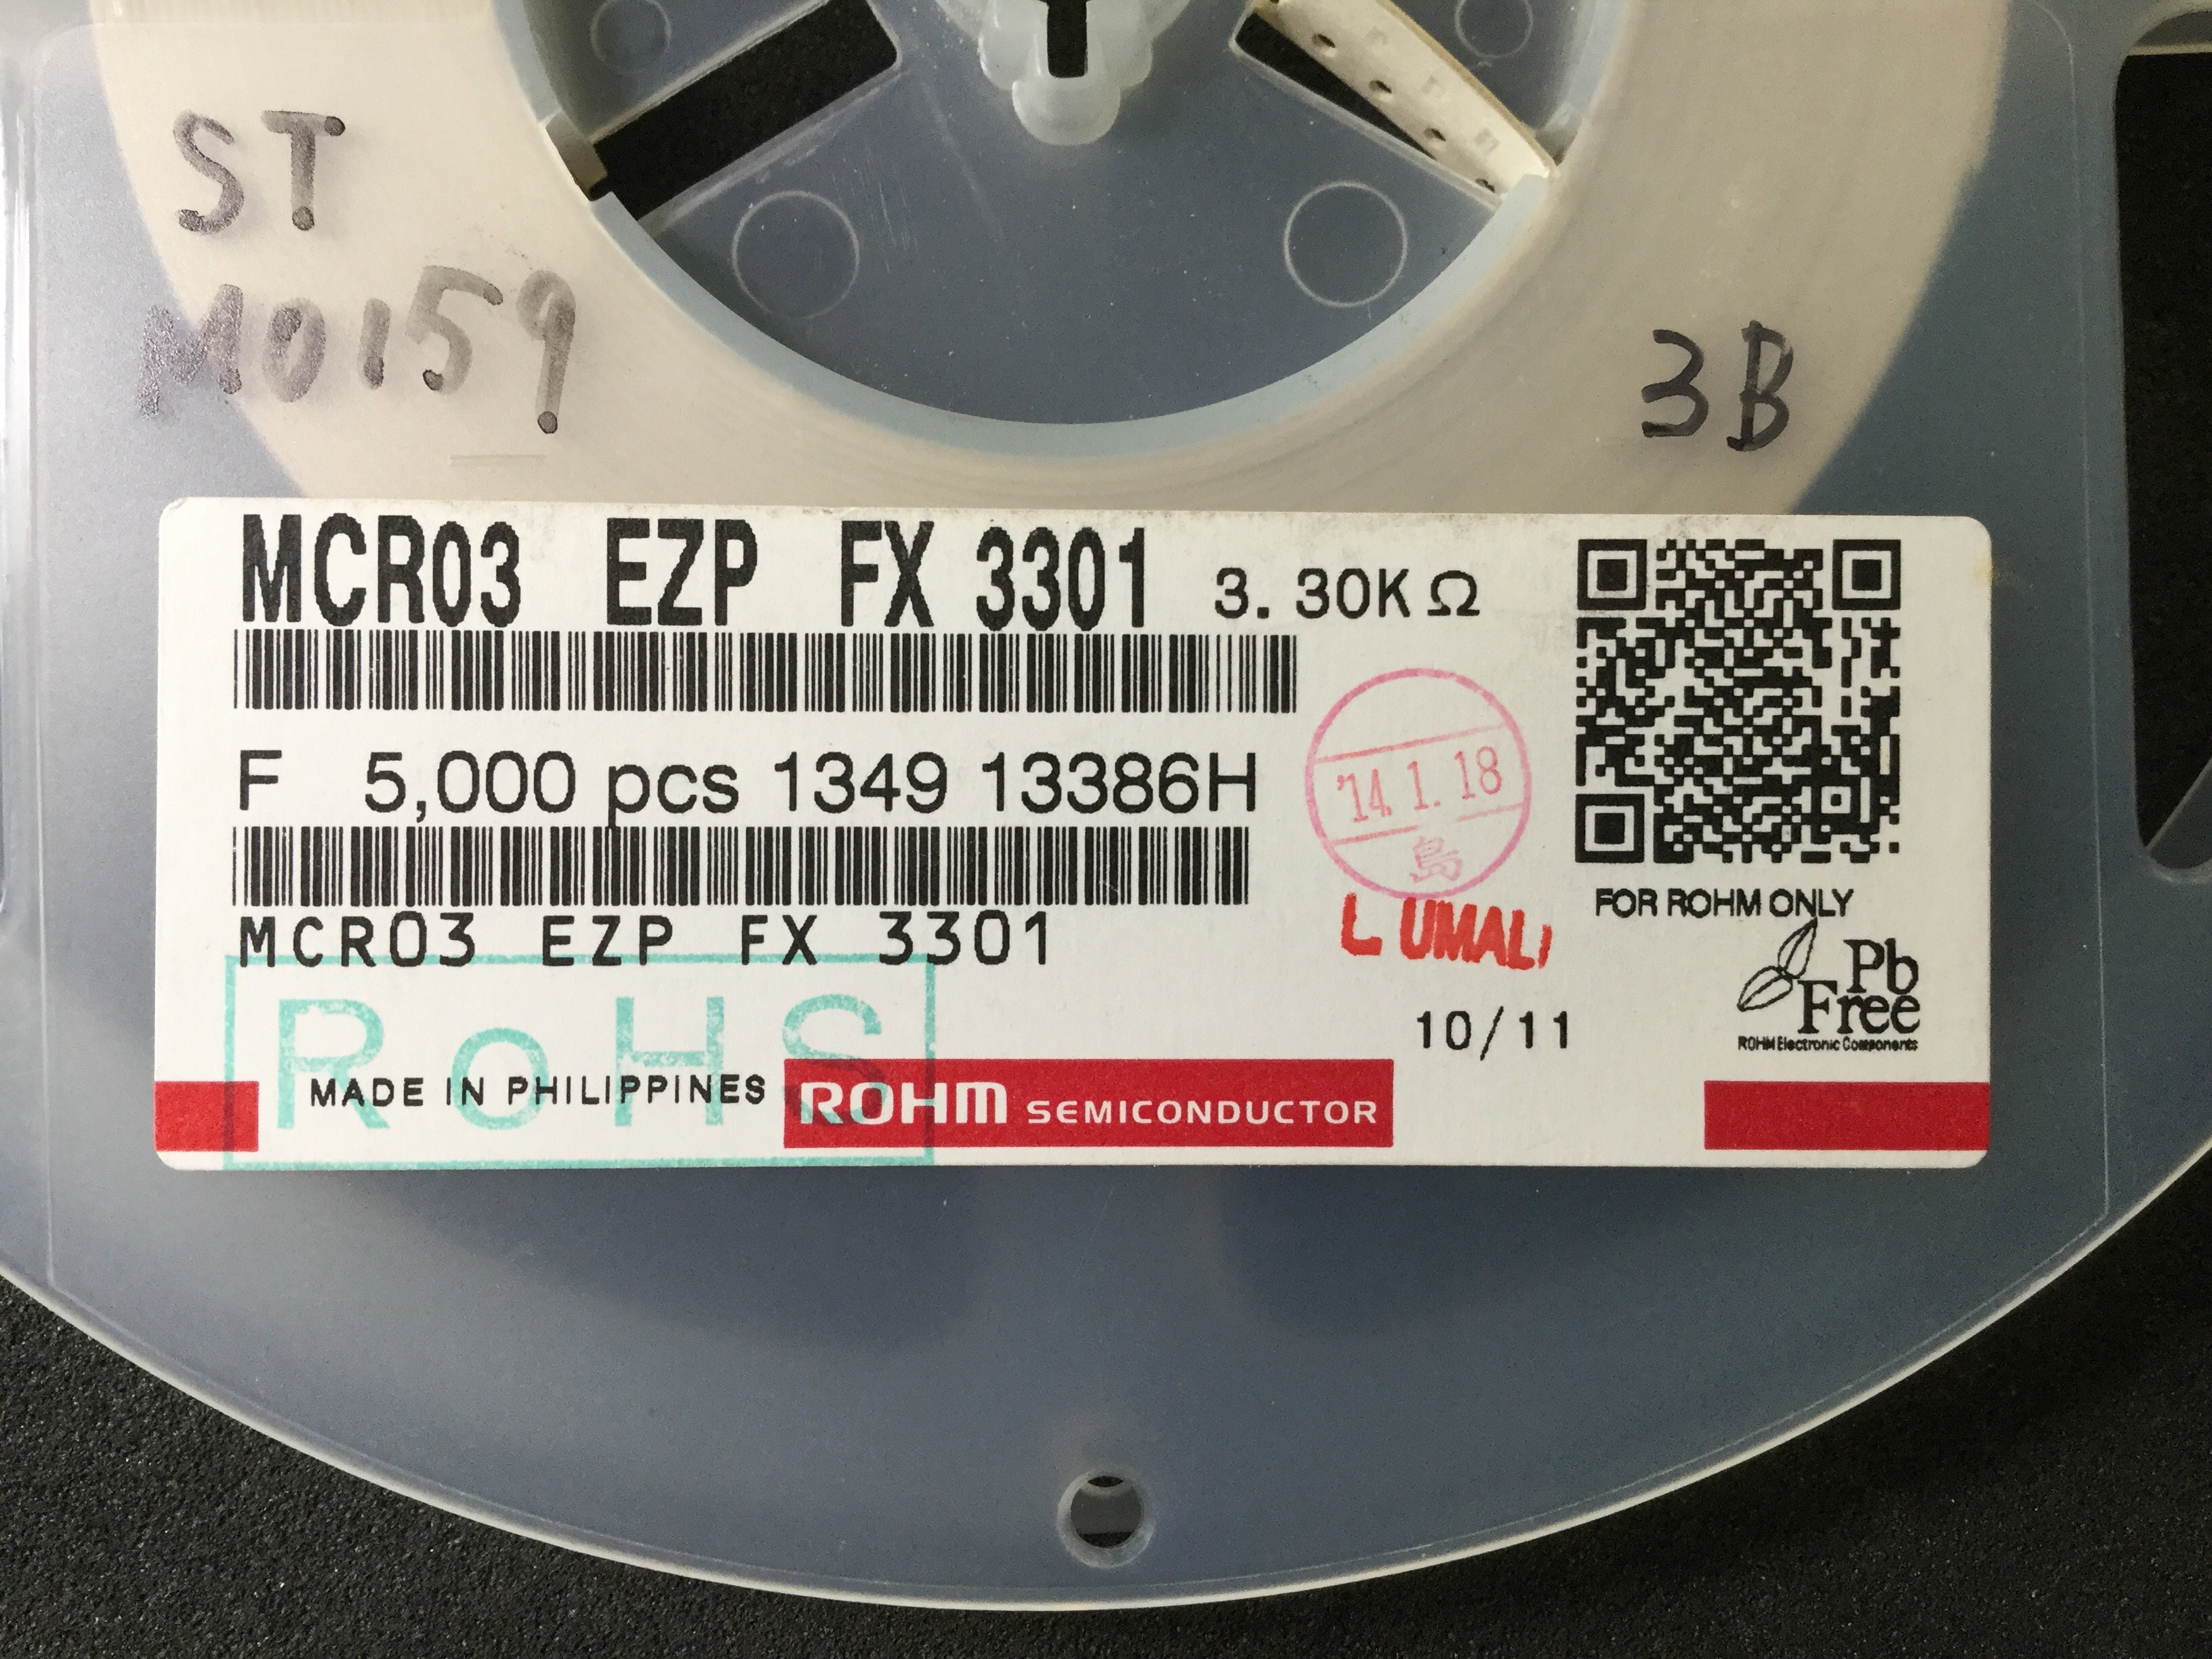 ST
M0159
3B
MCR03 EZP FX 3301 3.30KΩ
F 5,000 pcs 1349 13386H
'14.1.18
島
MCR03 EZP FX 3301
L UMALI
FOR ROHM ONLY
Pb
Free
ROHM Electronic Components
10/11
RoHS
MADE IN PHILIPPINES
ROHM SEMICONDUCTOR